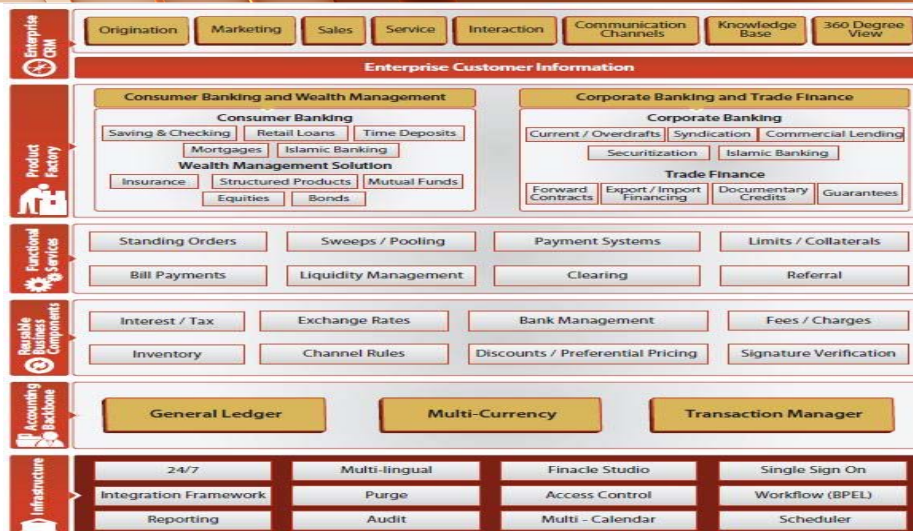 Enterprise
CRM
Origination
Marketing
Sales
Service
Interaction
Communication
Channels
Knowledge
Base
360 Degree
View
Enterprise Customer Information
Product
Factory
Consumer Banking and Wealth Management
Consumer Banking
Saving & Checking
Retail Loans
Time Deposits
Mortgages
Islamic Banking
Wealth Management Solution
Insurance
Structured Products
Mutual Funds
Equities
Bonds
Corporate Banking and Trade Finance
Corporate Banking
Current / Overdrafts
Syndication
Commercial Lending
Securitization
Islamic Banking
Trade Finance
Forward
Contracts
Export / Import
Financing
Documentary
Credits
Guarantees
Functional
Services
Standing Orders
Sweeps / Pooling
Payment Systems
Limits / Collaterals
Bill Payments
Liquidity Management
Clearing
Referral
Reusable
Business
Components
Interest / Tax
Exchange Rates
Bank Management
Fees / Charges
Inventory
Channel Rules
Discounts / Preferential Pricing
Signature Verification
Accounting
Backbone
General Ledger
Multi-Currency
Transaction Manager
Infrastructure
24/7
Multi-lingual
Finacle Studio
Single Sign On
Integration Framework
Purge
Access Control
Workflow (BPEL)
Reporting
Audit
Multi - Calendar
Scheduler